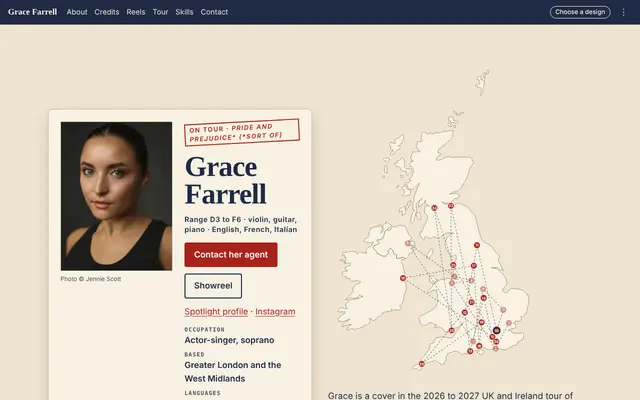 Grace Farrell About Credits Reels Tour Skills Contact Choose a design
ON TOUR · PRIDE AND
PREJUDICE* (*SORT OF)
Grace
Farrell
Range D3 to F6 · violin, guitar,
piano · English, French, Italian
Contact her agent
Showreel
Spotlight profile · Instagram
Photo © Jennie Scott
OCCUPATION
Actor-singer, soprano
BASED
Greater London and the
West Midlands
LANGUAGES
Grace is a cover in the 2026 to 2027 UK and Ireland tour of